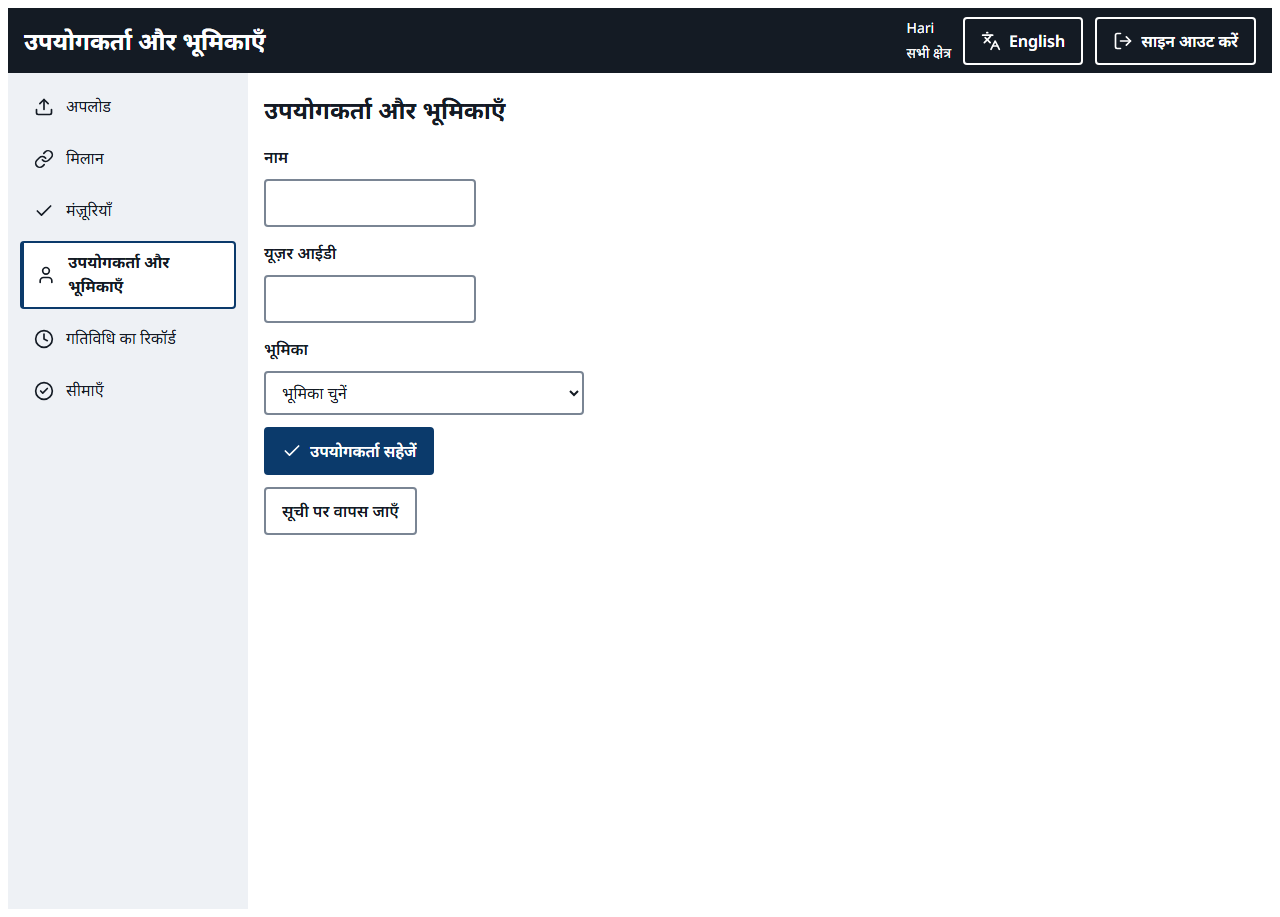 उपयोगकर्ता और भूमिकाएँ
Hari
सभी क्षेत्र
English
साइन आउट करें
अपलोड
मिलान
मंज़ूरियाँ
उपयोगकर्ता और
भूमिकाएँ
गतिविधि का रिकॉर्ड
सीमाएँ
उपयोगकर्ता और भूमिकाएँ
नाम
यूज़र आईडी
भूमिका
भूमिका चुनें
उपयोगकर्ता सहेजें
सूची पर वापस जाएँ